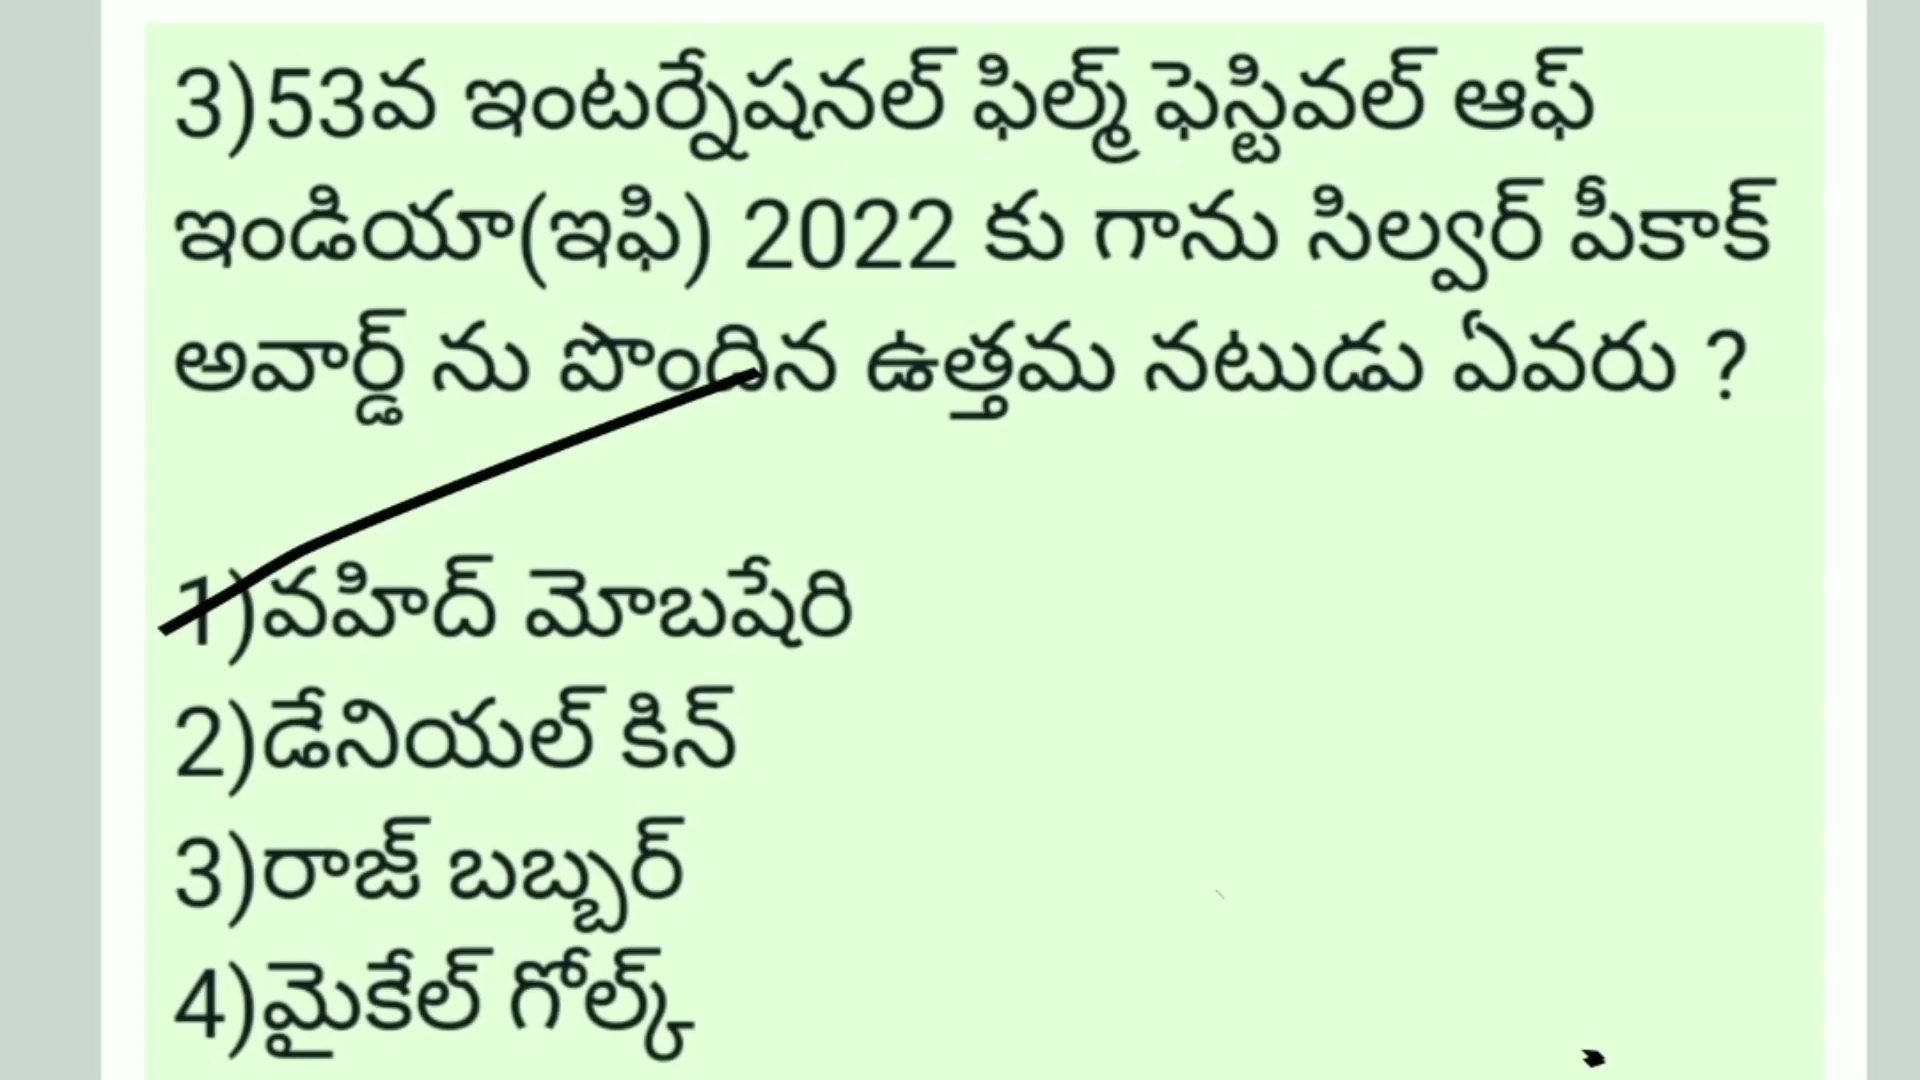 3)53వ ఇంటర్నేషనల్ ఫిల్మ్ ఫెస్టివల్ ఆఫ్
ఇండియా(ఇఫి) 2022 కు గాను సిల్వర్ పీకాక్
అవార్డ్ ను పొందిన ఉత్తమ నటుడు ఏవరు ?
1)వహిద్ మోబషేరి
2)డేనియల్ కిన్
3)రాజ్ బబ్బర్
4)మైకేల్ గోల్క్